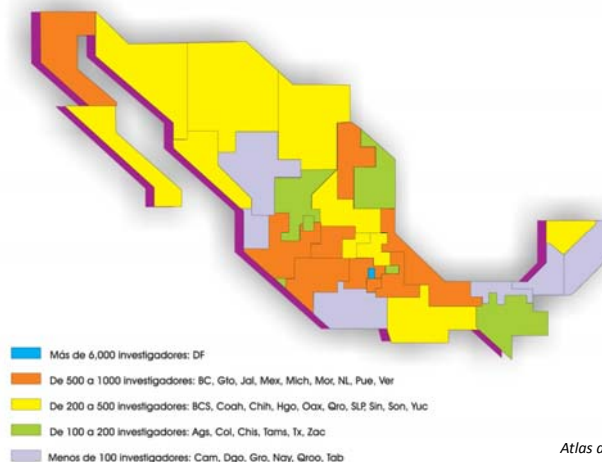 Más de 6,000 investigadores: DF
De 500 a 1000 investigadores: BC, Gto, Jal, Mex, Mich, Mor, NL, Pue, Ver
De 200 a 500 investigadores: BCS, Coah, Chih, Hgo, Oax, Qro, SLP, Sin, Son, Yuc
De 100 a 200 investigadores: Ags, Col, Chis, Tams, Tx, Zac
Menos de 100 investigadores: Cam, Dgo, Gro, Nay, Qroo, Tab
Atlas